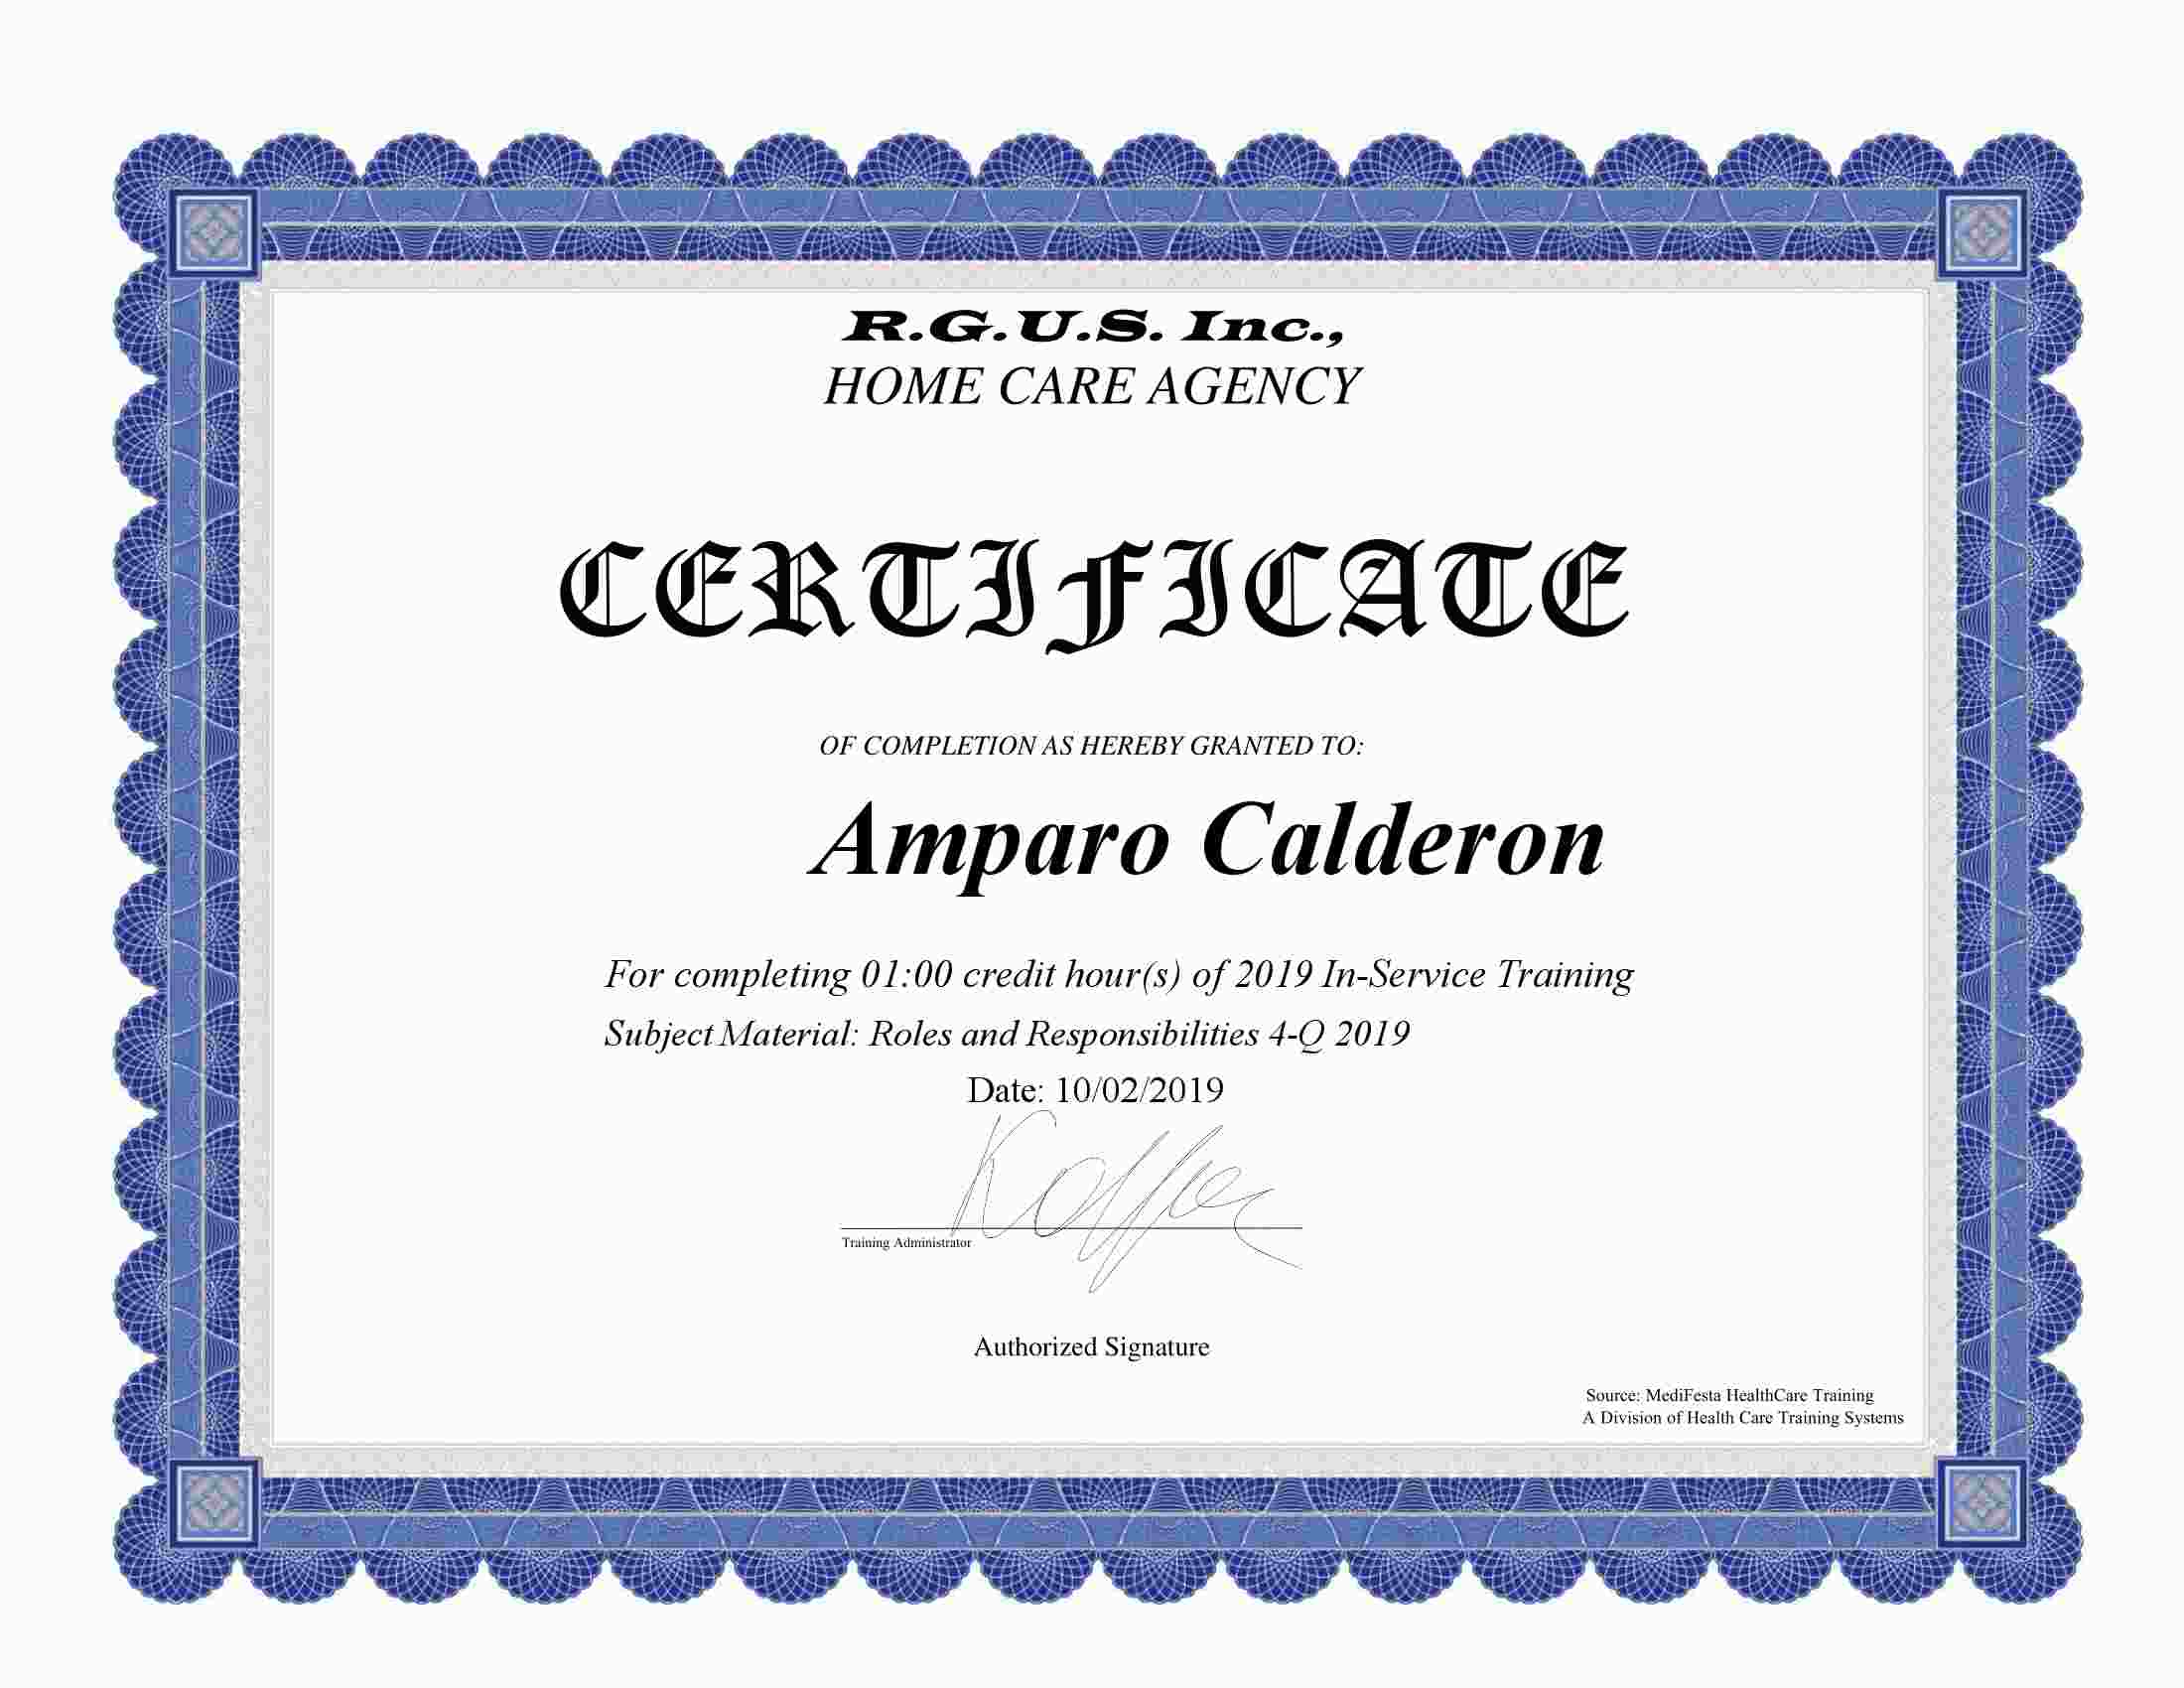 R.G.U.S. Inc.,
HOME CARE AGENCY
CERTIFICATE
OF COMPLETION AS HEREBY GRANTED TO:
Amparo Calderon
For completing 01:00 credit hour(s) of 2019 In-Service Training
Subject Material: Roles and Responsibilities 4-Q 2019
Date: 10/02/2019
Training Administrator
Authorized Signature
Source: MediFesta HealthCare Training
A Division of Health Care Training Systems